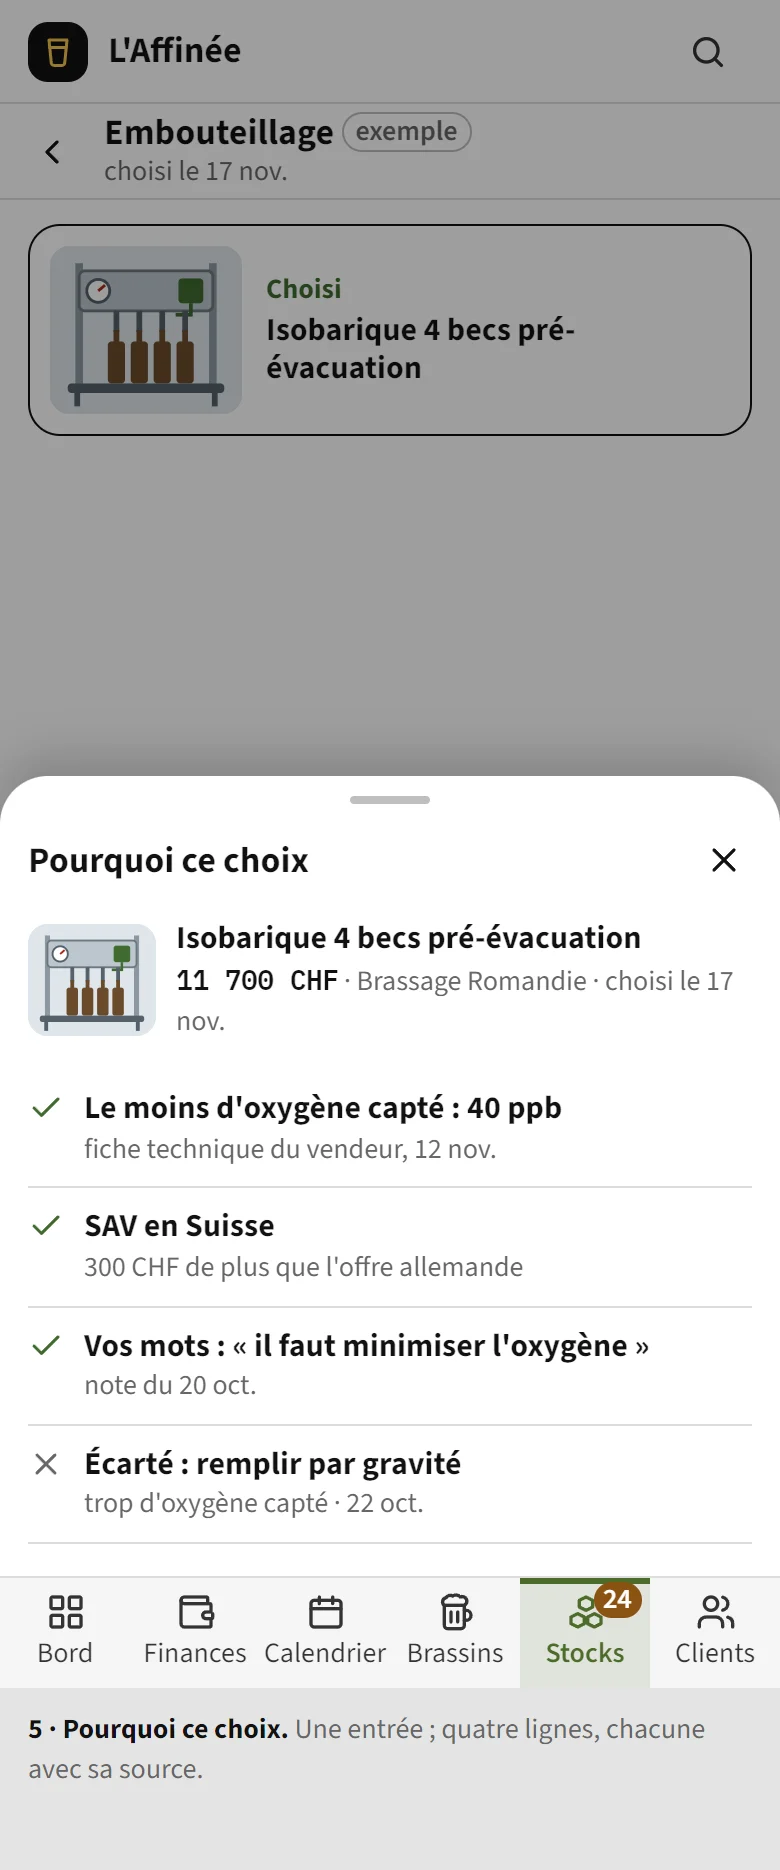 L'Affinée
Embouteillage exemple
choisi le 17 nov.
Choisi
Isobarique 4 becs pré-
évacuation
Pourquoi ce choix
Isobarique 4 becs pré-évacuation
11 700 CHF · Brassage Romandie · choisi le 17
nov.
Le moins d'oxygène capté : 40 ppb
fiche technique du vendeur, 12 nov.
SAV en Suisse
300 CHF de plus que l'offre allemande
Vos mots : « il faut minimiser l'oxygène »
note du 20 oct.
Écarté : remplir par gravité
trop d'oxygène capté · 22 oct.
24
Bord Finances Calendrier Brassins Stocks Clients
5 · Pourquoi ce choix. Une entrée ; quatre lignes, chacune
avec sa source.